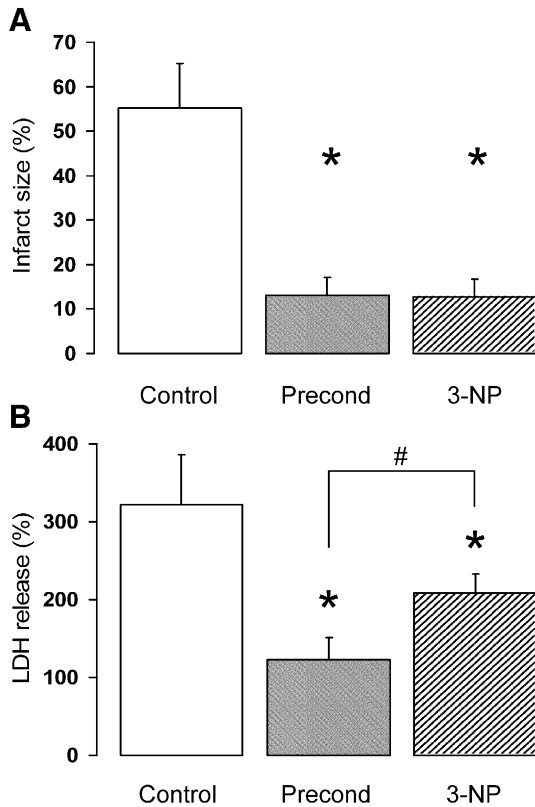 A
Infarct size (%)
70
60
50
40
30
20
10
0
* *
Control Precond 3-NP
B
LDH release (%)
400
300
200
100
0
#
*
*
Control Precond 3-NP